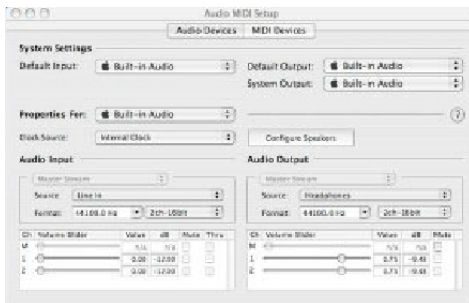 Audio MIDI Setup
Audio Devices MIDI Devices
System Settings
Default Input: Built-in Audio
Default Output: Built-in Audio
System Output: Built-in Audio
Properties For: Built-in Audio ?
Clock Source: Internal Clock
Configure Speakers
Audio Input
Audio Output
Master Stream
Master Stream
Source Line In
Source Headphones
Format: 44100.0 Hz 2ch-16bit
Format: 44100.0 Hz 2ch-16bit
Ch Volume Slider Value dB Mute Thru
Ch Volume Slider Value dB Mute
M n/a n/a
M n/a n/a
1 0.00 -12.00
1 0.75 -9.43
2 0.00 -12.00
2 0.75 -9.43